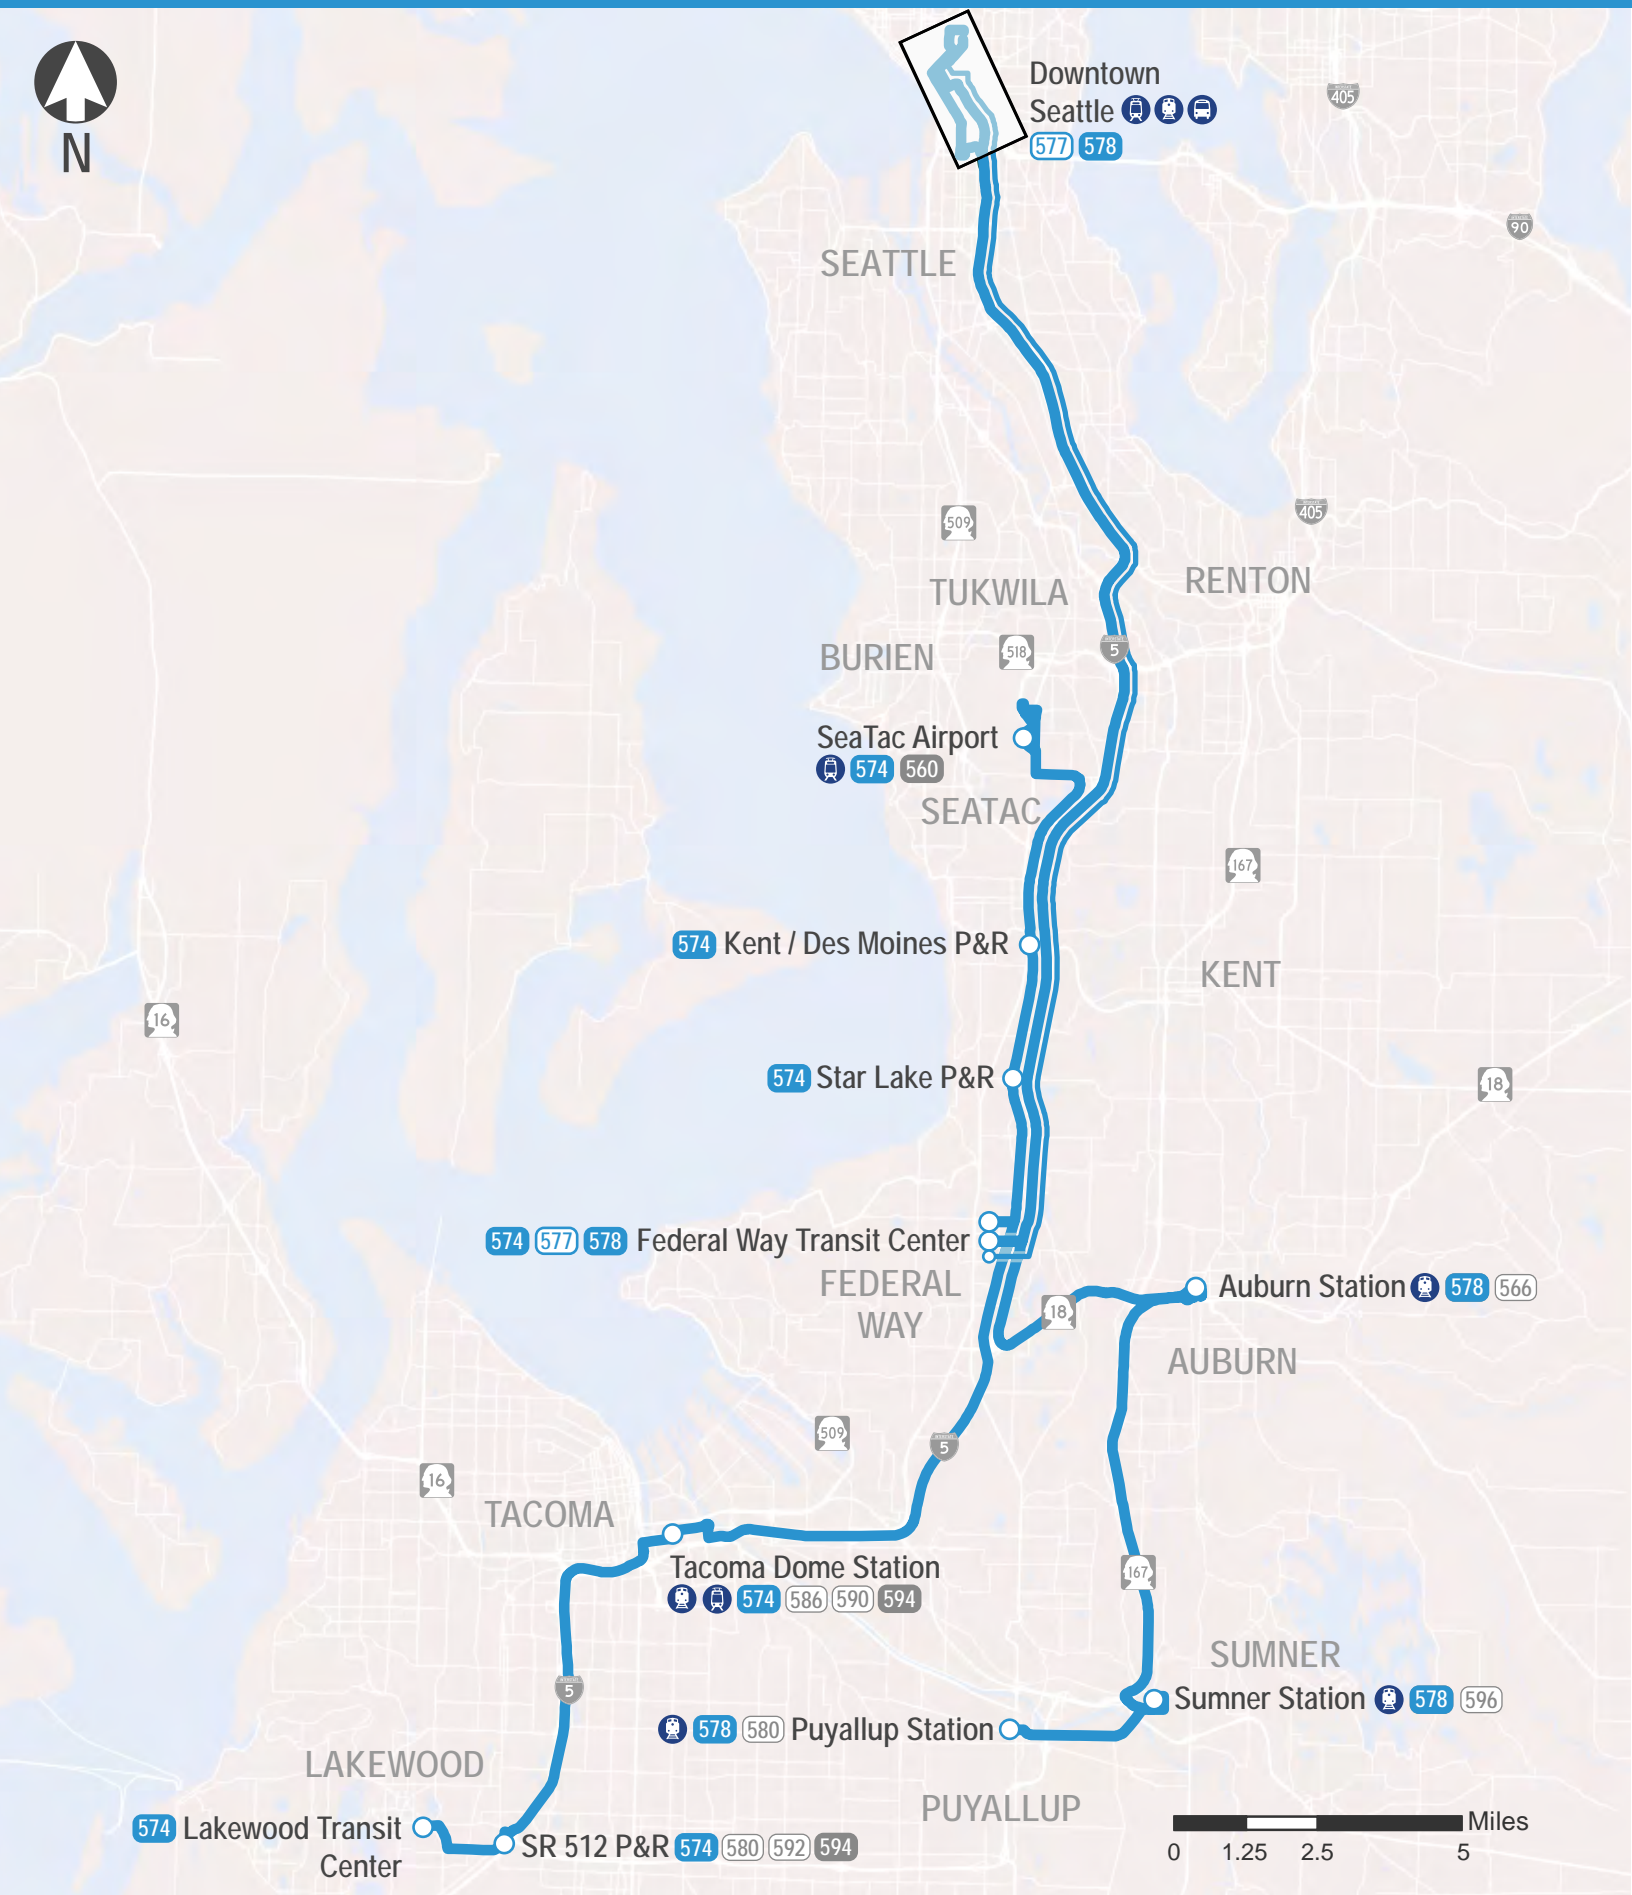 N
Downtown
Seattle
577 578
405
90
SEATTLE
509
405
TUKWILA
RENTON
BURIEN
518
5
SeaTac Airport
574 560
SEATAC
167
574 Kent / Des Moines P&R
KENT
16
574 Star Lake P&R
18
574 577 578 Federal Way Transit Center
FEDERAL
WAY
Auburn Station 578 566
18
AUBURN
509
5
16
TACOMA
Tacoma Dome Station
574 586 590 594
167
SUMNER
5
Sumner Station 578 596
578 580 Puyallup Station
LAKEWOOD
PUYALLUP
574 Lakewood Transit
Center
SR 512 P&R 574 580 592 594
Miles
0 1.25 2.5 5